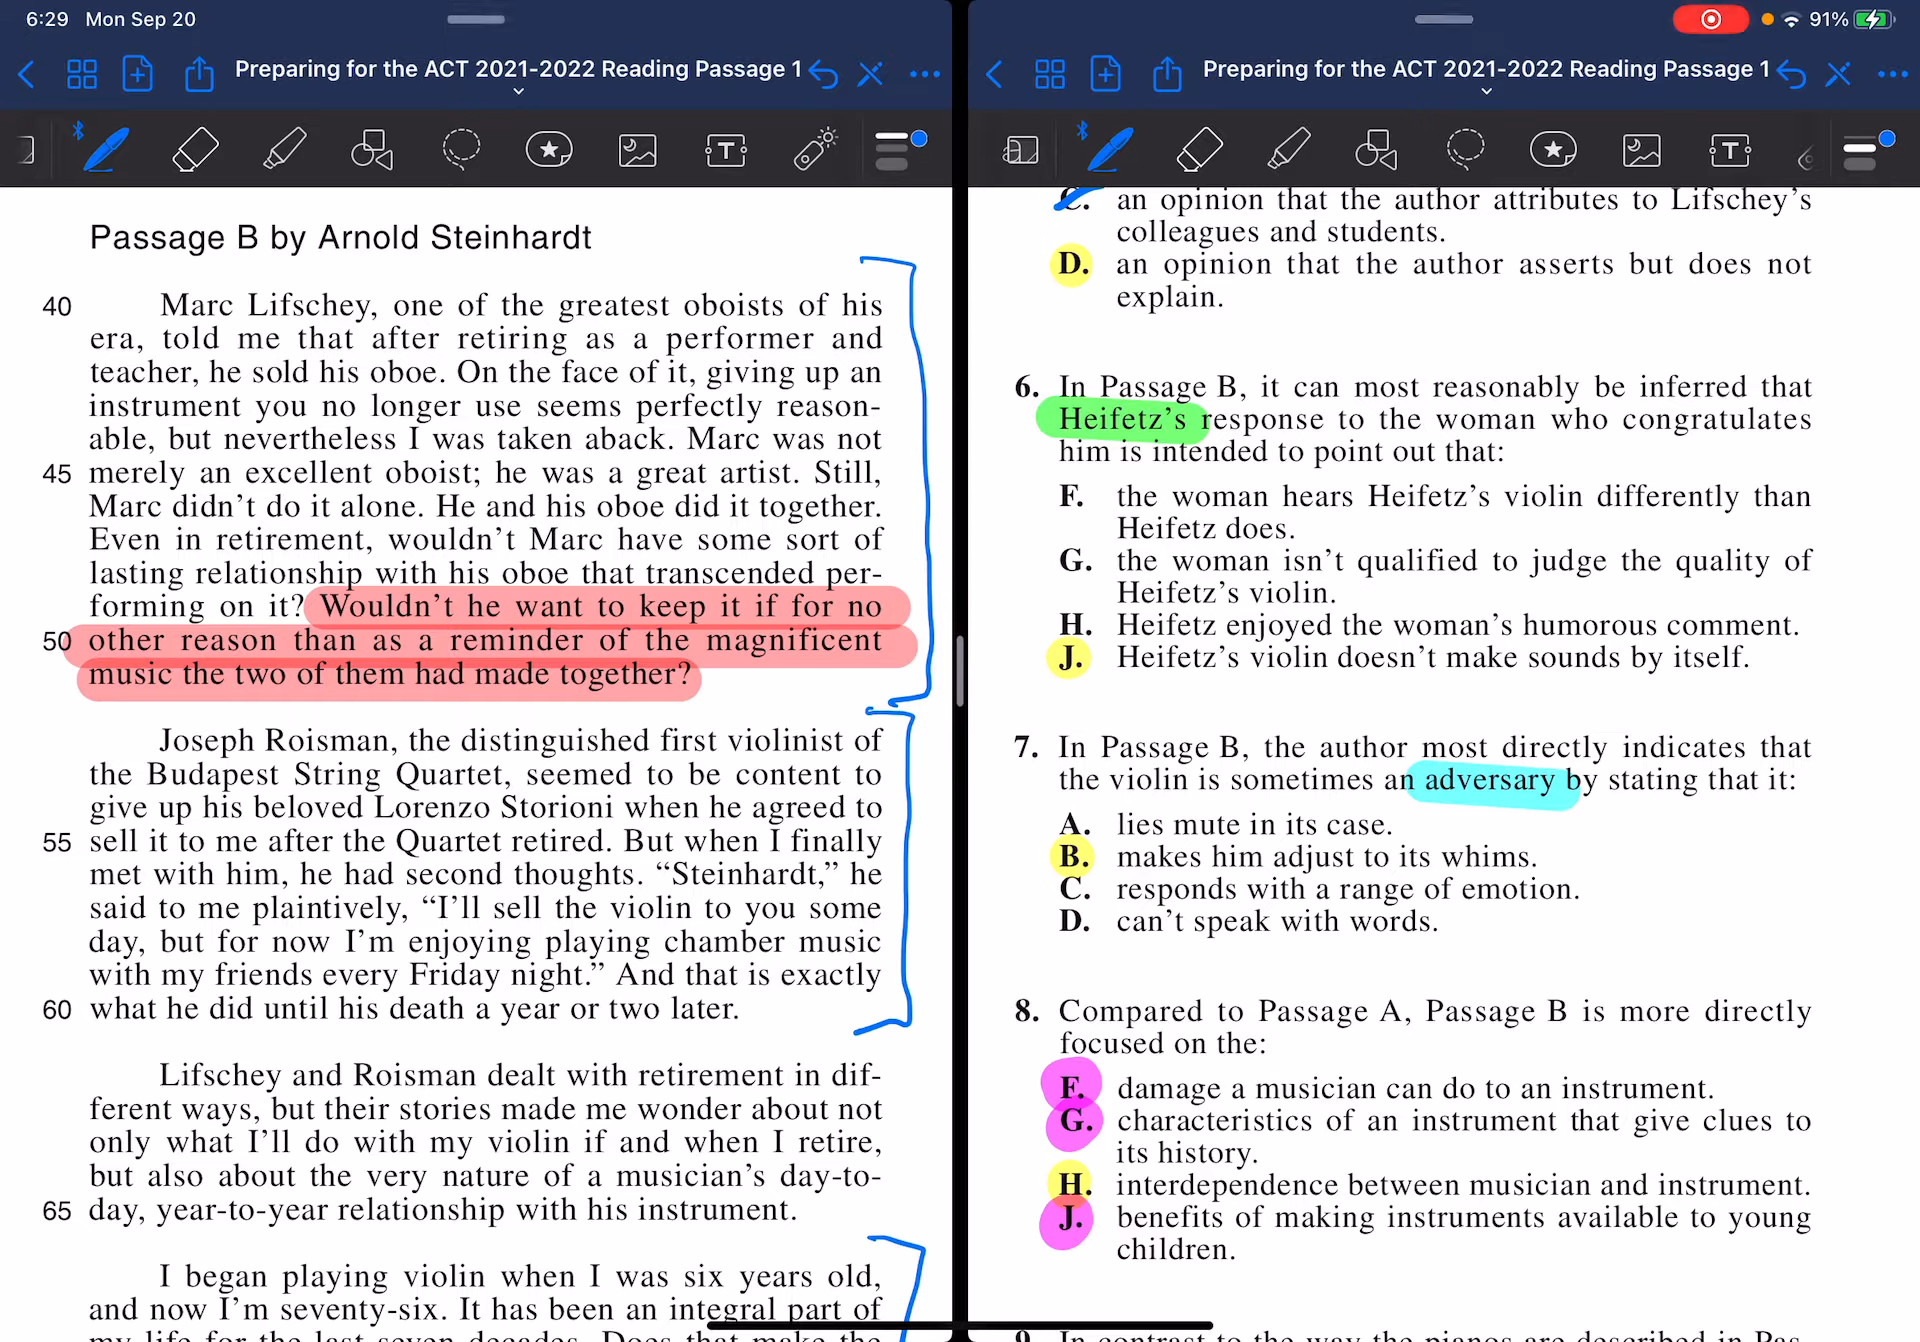 6:29 Mon Sep 20
91%
Preparing for the ACT 2021-2022 Reading Passage 1
Preparing for the ACT 2021-2022 Reading Passage 1
Passage B by Arnold Steinhardt
40 Marc Lifschey, one of the greatest oboists of his
era, told me that after retiring as a performer and
teacher, he sold his oboe. On the face of it, giving up an
instrument you no longer use seems perfectly reason-
able, but nevertheless I was taken aback. Marc was not
45 merely an excellent oboist; he was a great artist. Still,
Marc didn’t do it alone. He and his oboe did it together.
Even in retirement, wouldn’t Marc have some sort of
lasting relationship with his oboe that transcended per-
forming on it? Wouldn’t he want to keep it if for no
50 other reason than as a reminder of the magnificent
music the two of them had made together?
Joseph Roisman, the distinguished first violinist of
the Budapest String Quartet, seemed to be content to
give up his beloved Lorenzo Storioni when he agreed to
55 sell it to me after the Quartet retired. But when I finally
met with him, he had second thoughts. “Steinhardt,” he
said to me plaintively, “I’ll sell the violin to you some
day, but for now I’m enjoying playing chamber music
with my friends every Friday night.” And that is exactly
60 what he did until his death a year or two later.
Lifschey and Roisman dealt with retirement in dif-
ferent ways, but their stories made me wonder about not
only what I’ll do with my violin if and when I retire,
but also about the very nature of a musician’s day-to-
65 day, year-to-year relationship with his instrument.
I began playing violin when I was six years old,
and now I’m seventy-six. It has been an integral part of
my life for the last seven decades. Does that make the
C. an opinion that the author attributes to Lifschey’s
colleagues and students.
D. an opinion that the author asserts but does not
explain.
6. In Passage B, it can most reasonably be inferred that
Heifetz’s response to the woman who congratulates
him is intended to point out that:
F. the woman hears Heifetz’s violin differently than
Heifetz does.
G. the woman isn’t qualified to judge the quality of
Heifetz’s violin.
H. Heifetz enjoyed the woman’s humorous comment.
J. Heifetz’s violin doesn’t make sounds by itself.
7. In Passage B, the author most directly indicates that
the violin is sometimes an adversary by stating that it:
A. lies mute in its case.
B. makes him adjust to its whims.
C. responds with a range of emotion.
D. can’t speak with words.
8. Compared to Passage A, Passage B is more directly
focused on the:
F. damage a musician can do to an instrument.
G. characteristics of an instrument that give clues to
its history.
H. interdependence between musician and instrument.
J. benefits of making instruments available to young
children.
9. In contrast to the way the pianos are described in Pas-